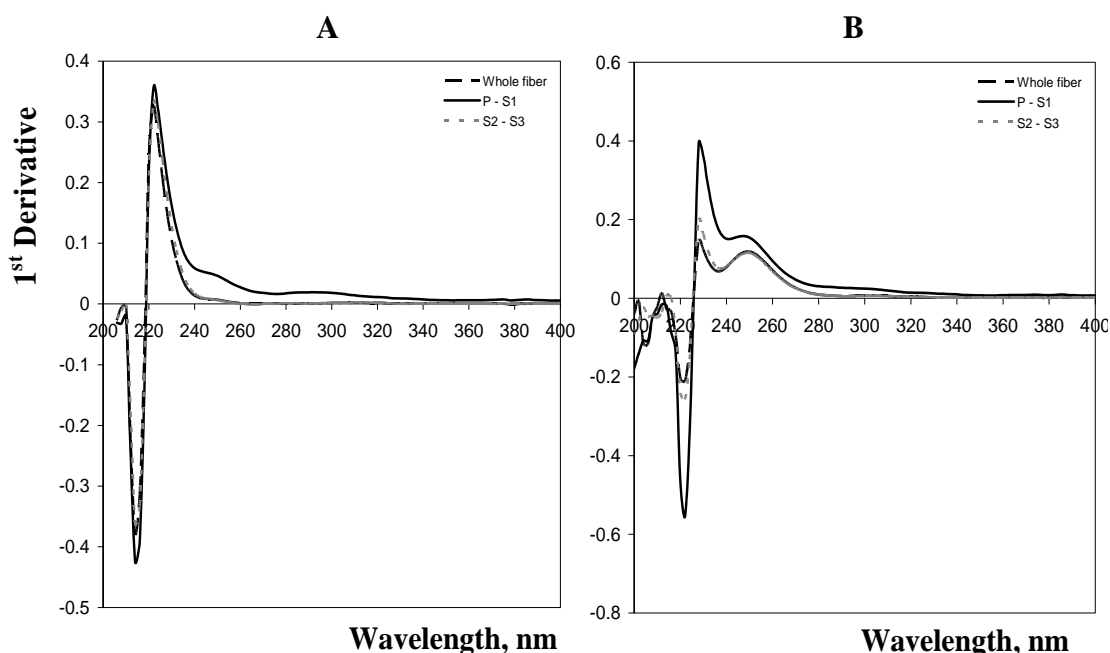 A
B
0.4
0.3
0.2
0.1
0
-0.1
-0.2
-0.3
-0.4
-0.5
200 220 240 260 280 300 320 340 360 380 400
Whole fiber
P - S1
S2 - S3
1st Derivative
Wavelength, nm
0.6
0.4
0.2
0
-0.2
-0.4
-0.6
-0.8
200 220 240 260 280 300 320 340 360 380 400
Whole fiber
P - S1
S2 - S3
Wavelength, nm